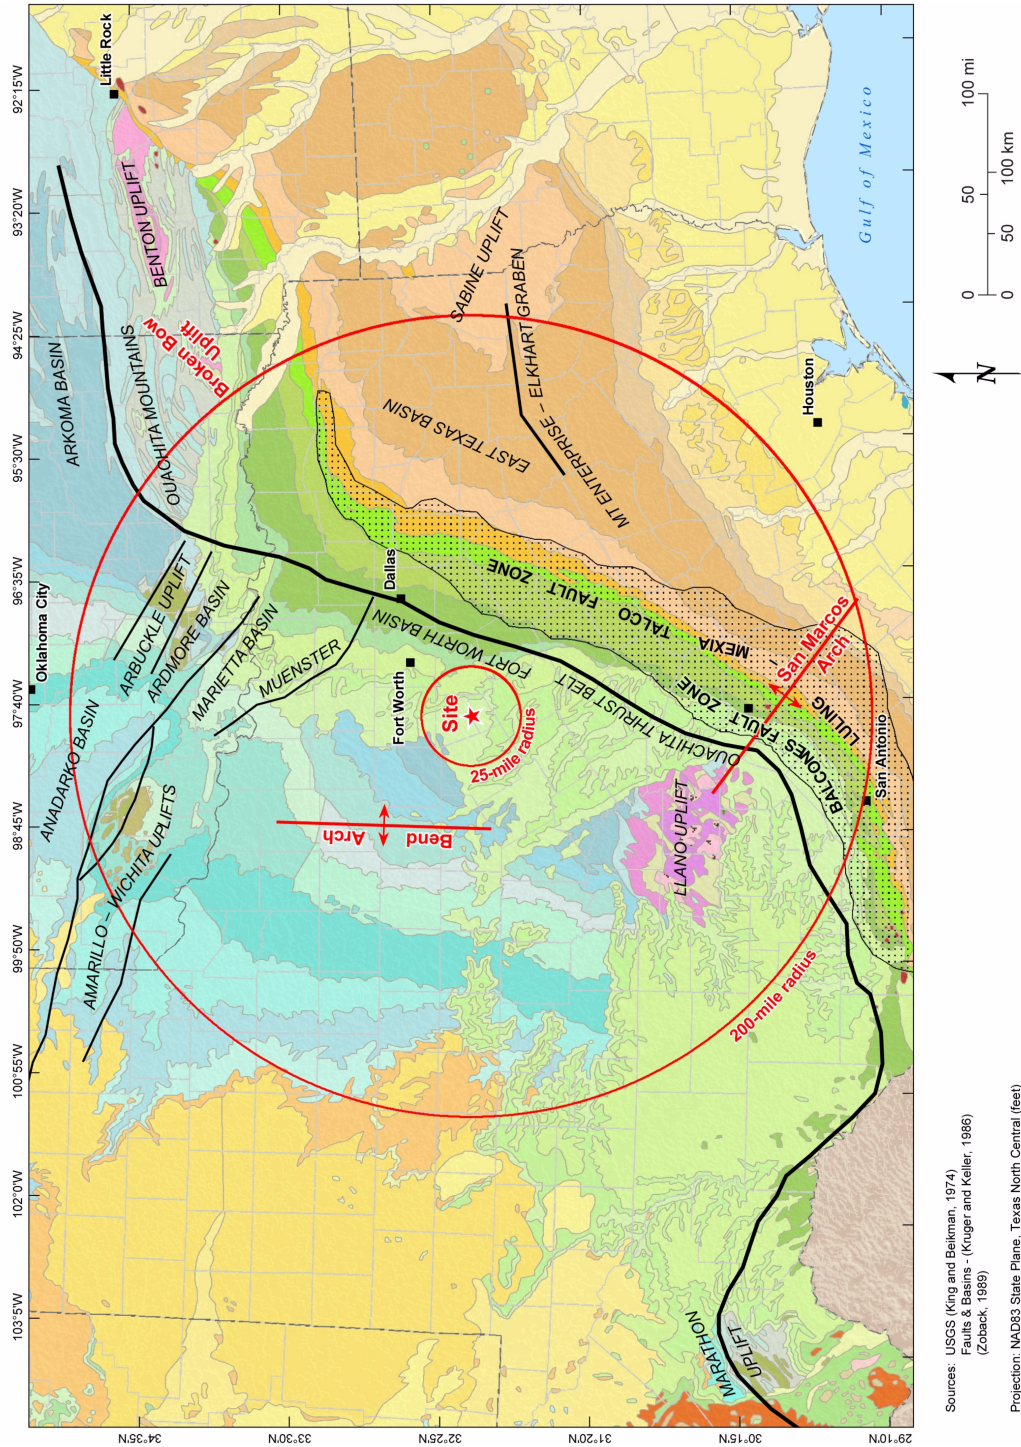 103°5'W
102°0'W
100°55'W
99°50'W
98°45'W
97°40'W
96°35'W
95°30'W
94°25'W
93°20'W
92°15'W
34°35'N
33°30'N
32°25'N
31°20'N
30°15'N
29°10'N
Oklahoma City
Little Rock
ANADARKO BASIN
ARKOMA BASIN
AMARILLO – WICHITA UPLIFTS
ARBUCKLE UPLIFT
ARDMORE BASIN
MARIETTA BASIN
MUENSTER
OUACHITA MOUNTAINS
BENTON UPLIFT
Broken Bow
Uplift
Bend
Arch
Fort Worth
Dallas
FORT WORTH BASIN
Site
25-mile radius
OUACHITA THRUST BELT
EAST TEXAS BASIN
SABINE UPLIFT
MT ENTERPRISE – ELKHART GRABEN
MEXIA TALCO FAULT ZONE
BALCONES FAULT ZONE
LULING
San Marcos
Arch
LLANO UPLIFT
200-mile radius
San Antonio
Houston
Gulf of Mexico
MARATHON
UPLIFT
Sources: USGS (King and Beikman, 1974)
Faults & Basins - (Kruger and Keller, 1986)
(Zoback, 1989)
Projection: NAD83 State Plane, Texas North Central (feet)
N
0 50 100 mi
0 50 100 km